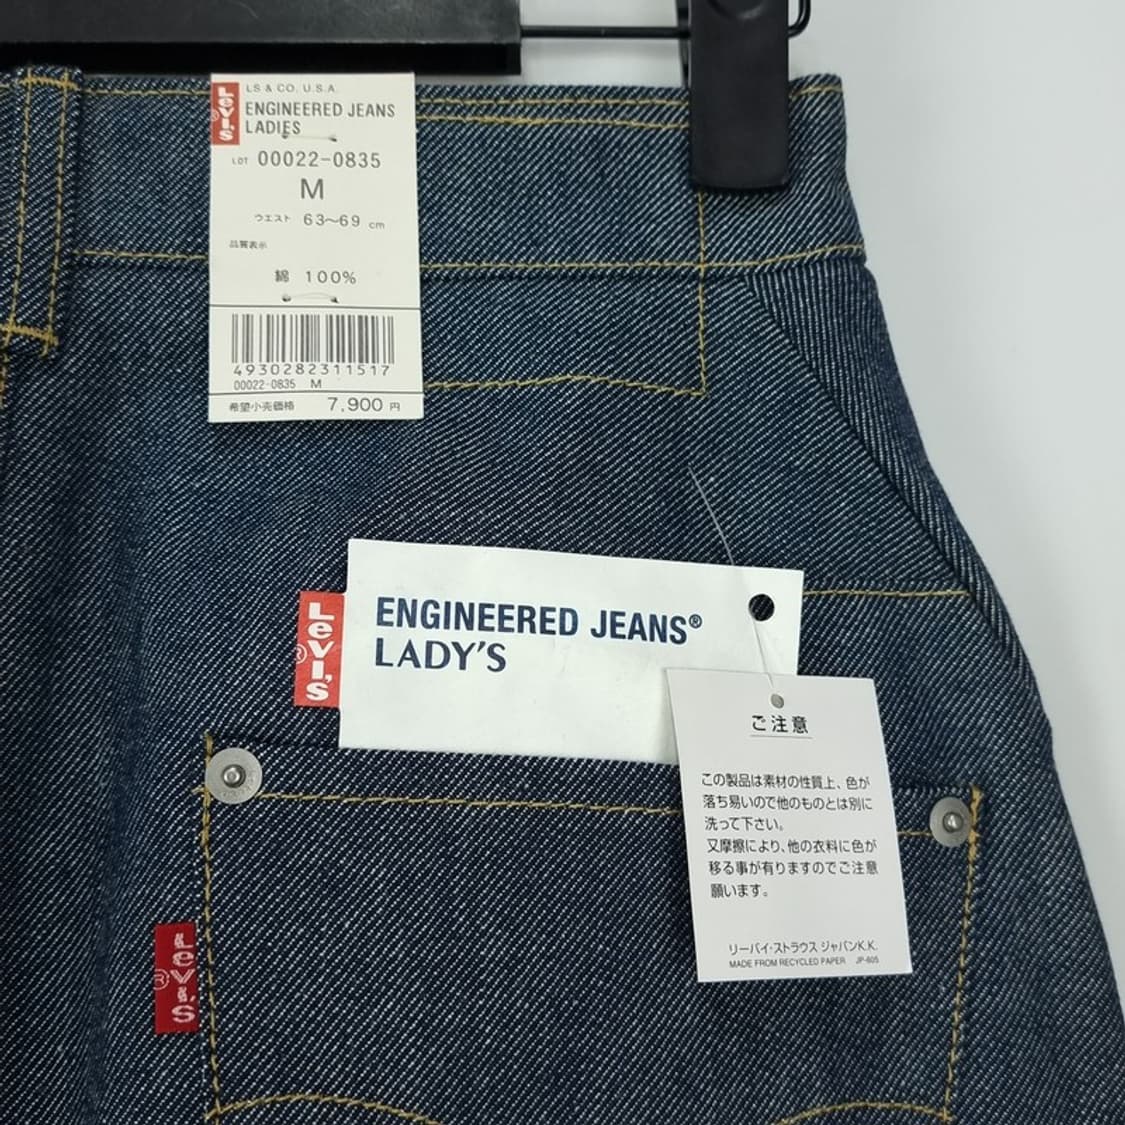 LS & CO. U.S.A.
Levi's ®
ENGINEERED JEANS
LADIES
LOT 00022-0835
M
ウエスト 63〜69 cm
品質表示
綿 100%
4930282311517
00022-0835 M
希望小売価格 7,900 円
Levi's ®
ENGINEERED JEANS®
LADY'S
ご注意
この製品は素材の性質上、色が
落ち易いので他のものとは別に
洗って下さい。
又摩擦により、他の衣料に色が
移る事が有りますのでご注意
願います。
リーバイ・ストラウス ジャパンK.K.
MADE FROM RECYCLED PAPER JP-605
Levi's ®